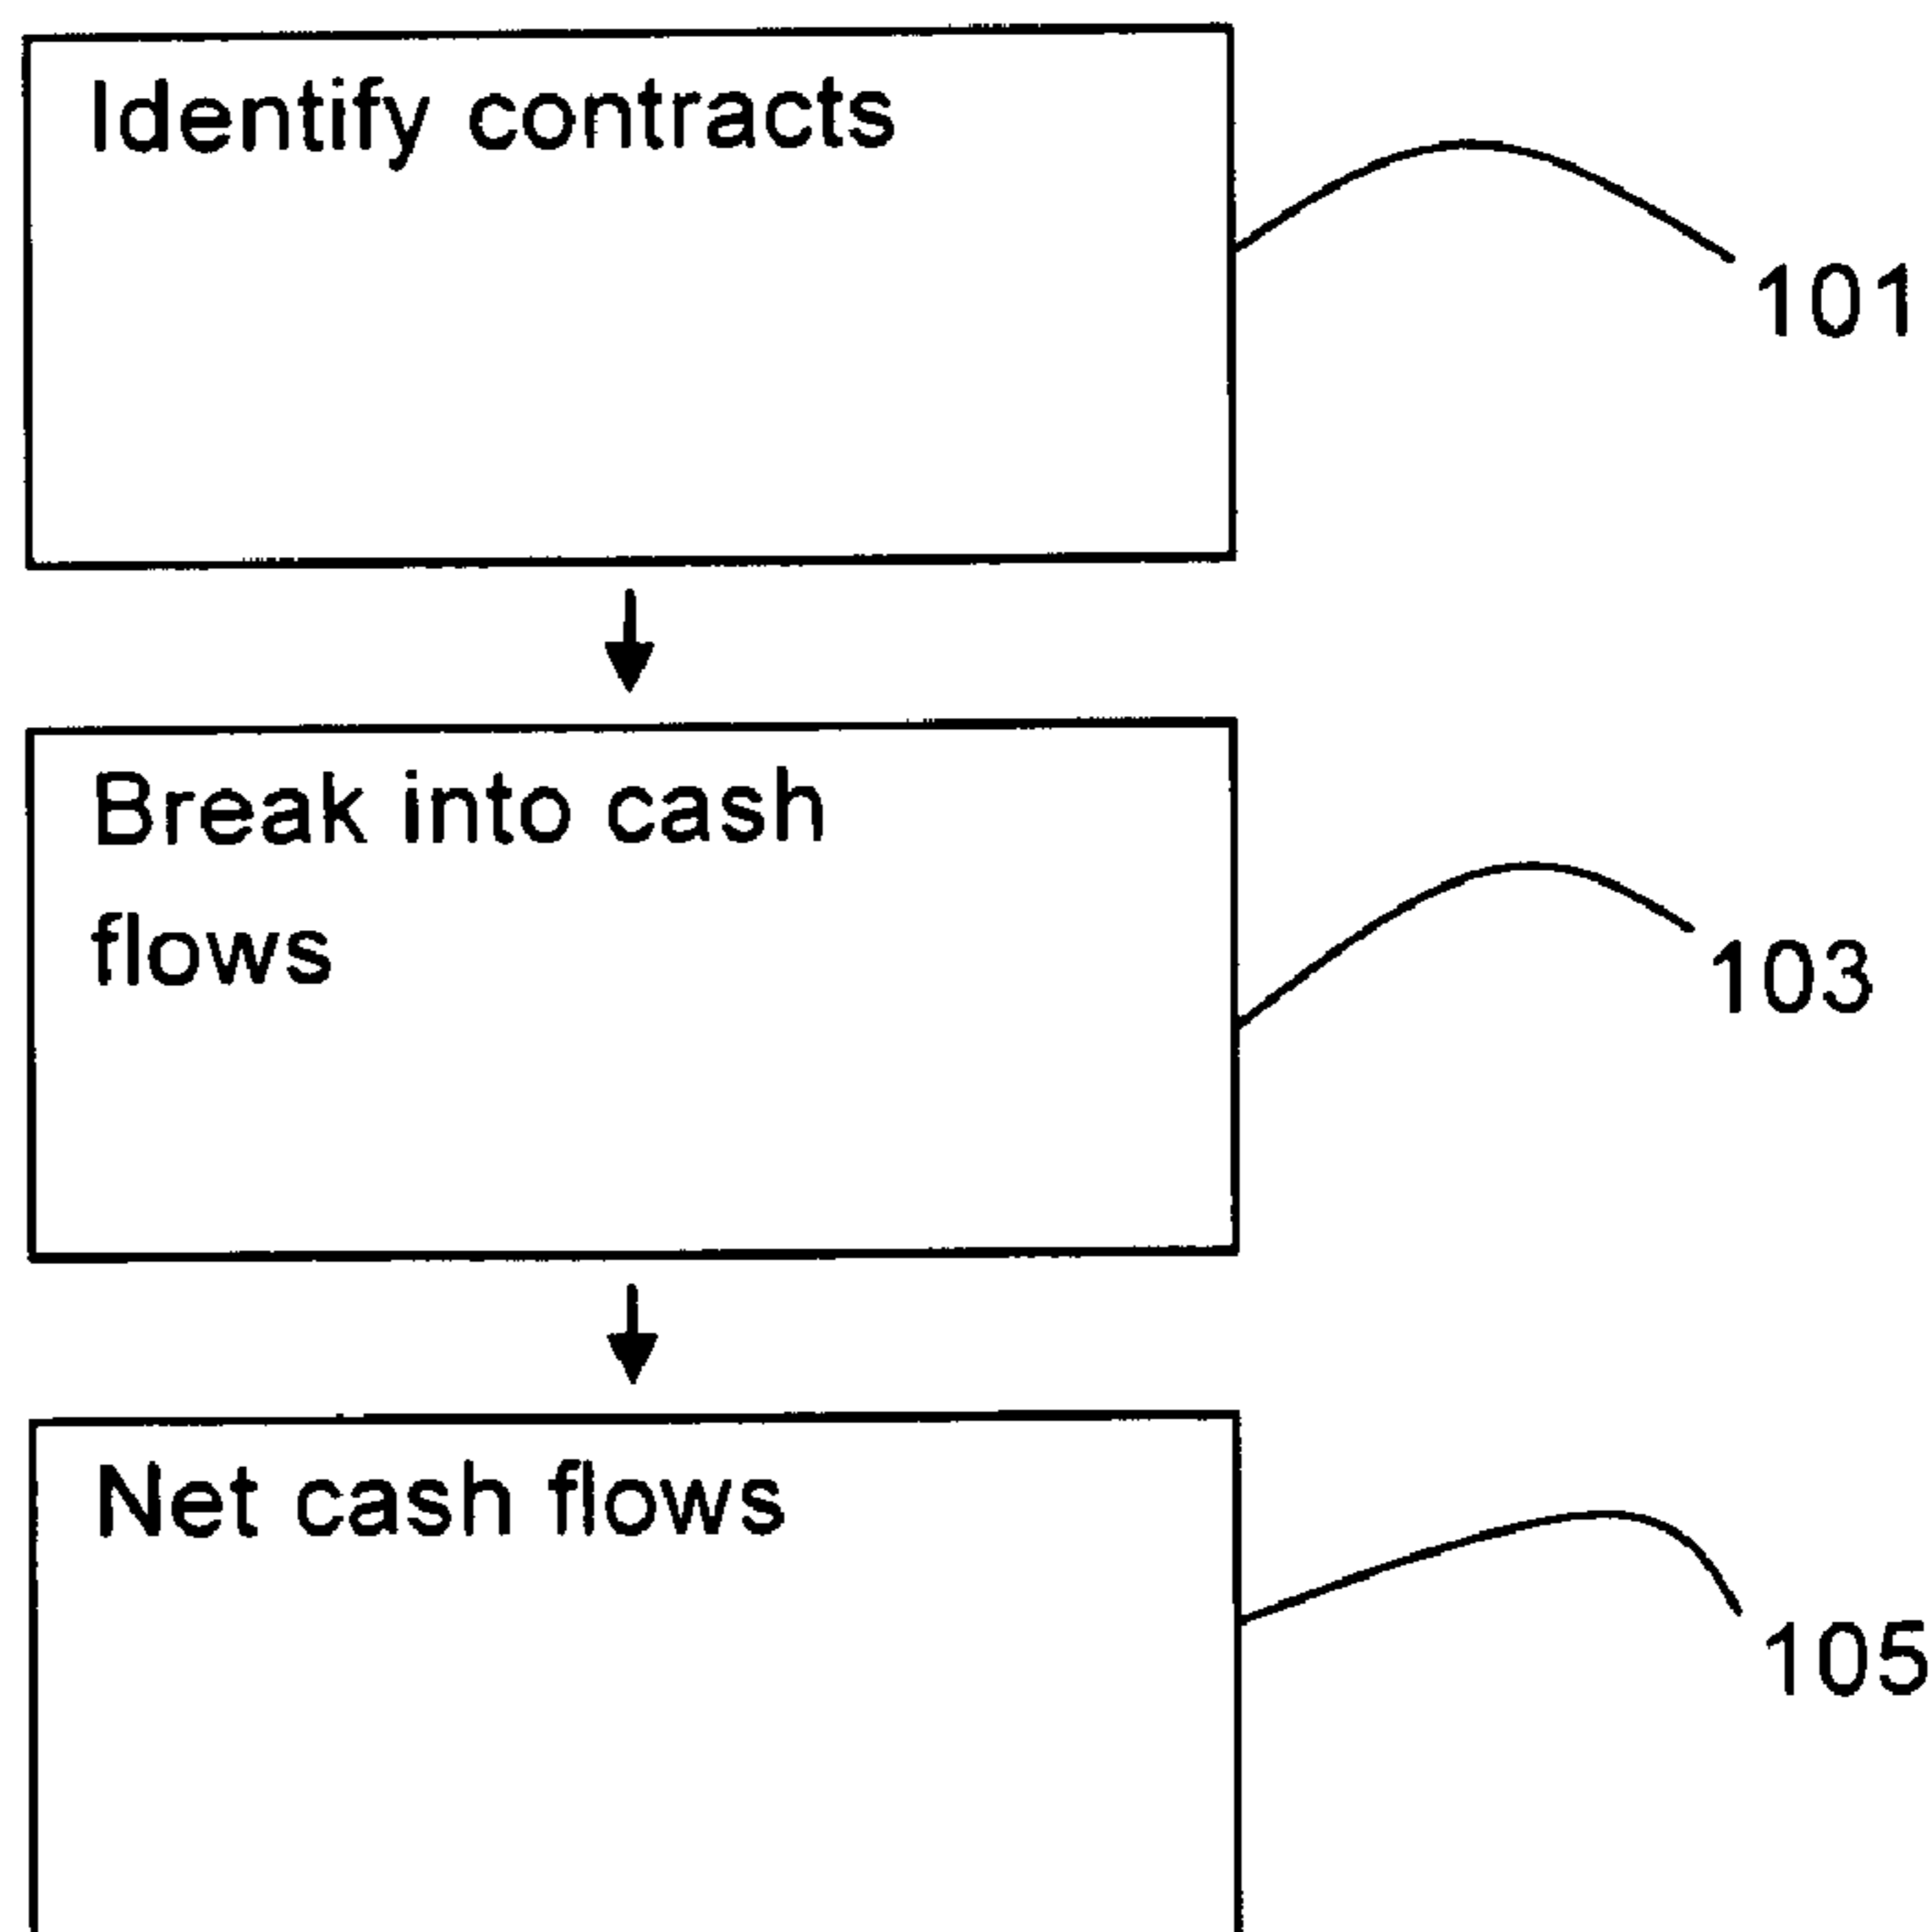 Identify contracts
101
Break into cash
flows
103
Net cash flows
105